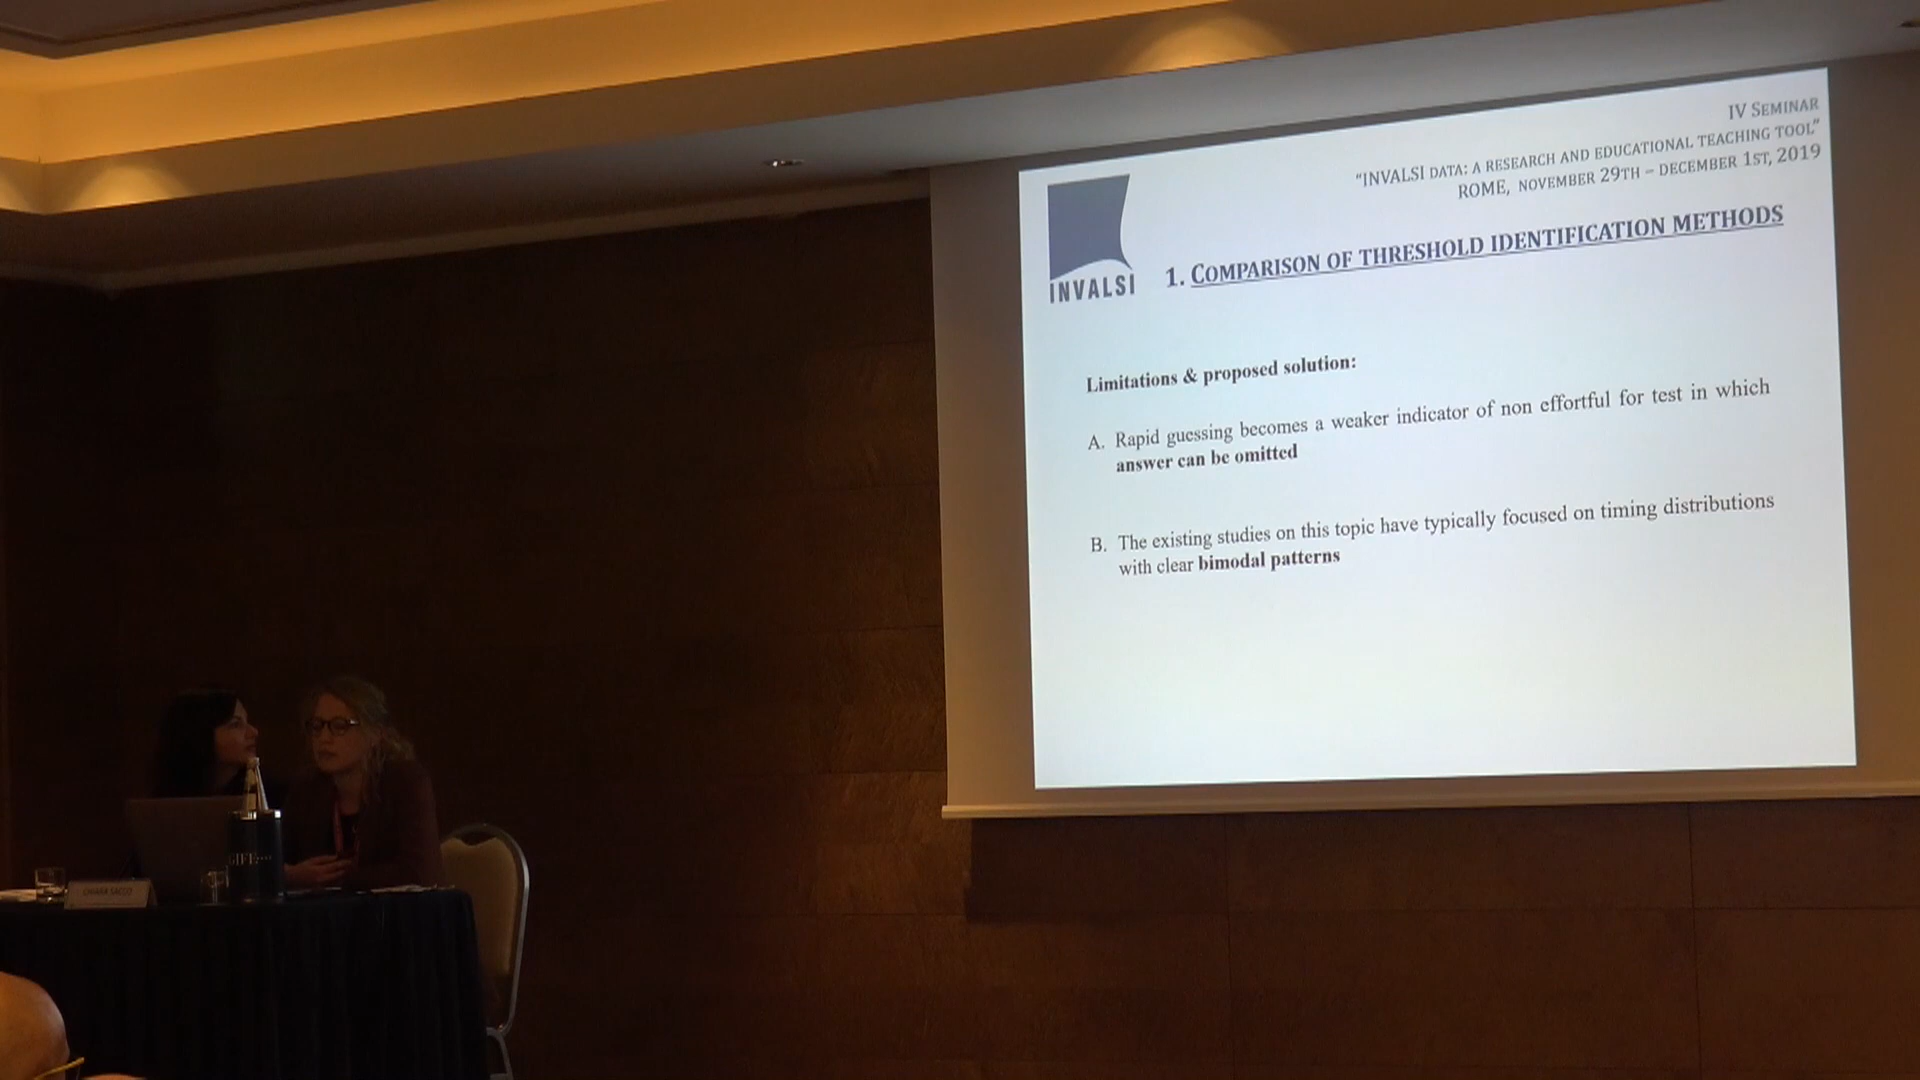 IV SEMINAR
"INVALSI DATA: A RESEARCH AND EDUCATIONAL TEACHING TOOL"
ROME, NOVEMBER 29TH – DECEMBER 1ST, 2019
INVALSI
1. COMPARISON OF THRESHOLD IDENTIFICATION METHODS
Limitations & proposed solution:
A. Rapid guessing becomes a weaker indicator of non effortful for test in which
answer can be omitted
B. The existing studies on this topic have typically focused on timing distributions
with clear bimodal patterns
CHIARA SACCO